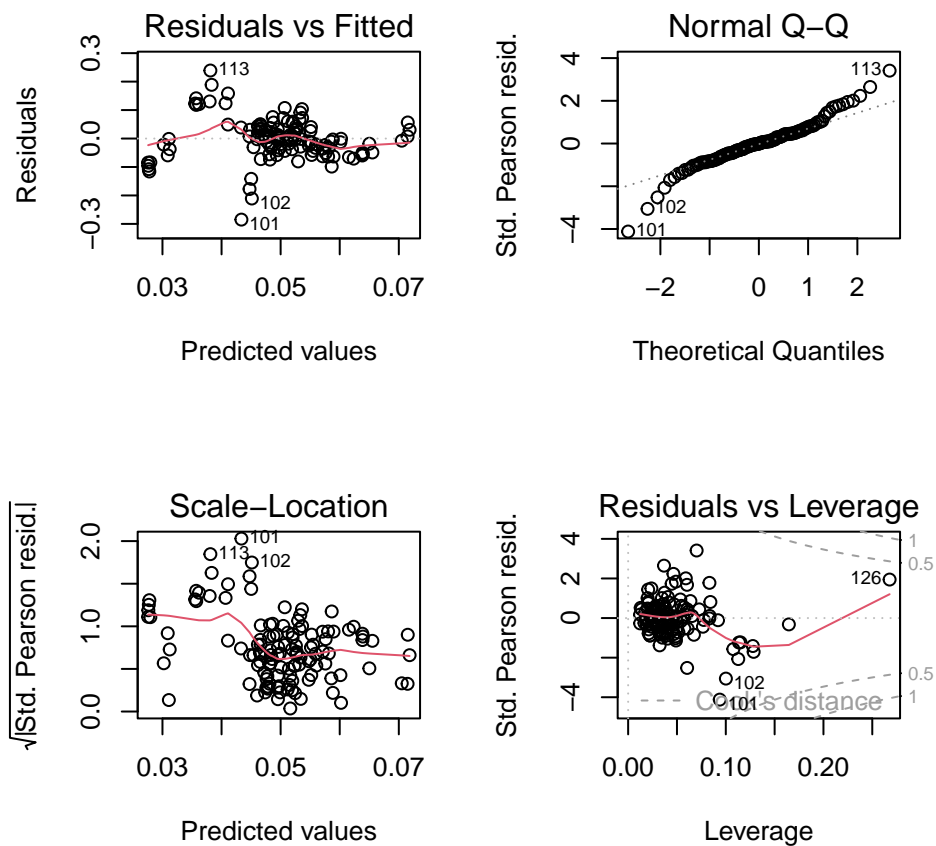 Residuals vs Fitted
Residuals
0.3
0.0
−0.3
113
102
101
0.03 0.05 0.07
Predicted values
Normal Q−Q
Std. Pearson resid.
4
2
0
−4
113
102
101
−2 0 1 2
Theoretical Quantiles
Scale−Location
√|Std. Pearson resid.|
2.0
1.0
0.0
101
113
102
0.03 0.05 0.07
Predicted values
Residuals vs Leverage
Std. Pearson resid.
4
2
0
−4
1
0.5
126
0.5
1
102
101
Cook's distance
0.00 0.10 0.20
Leverage